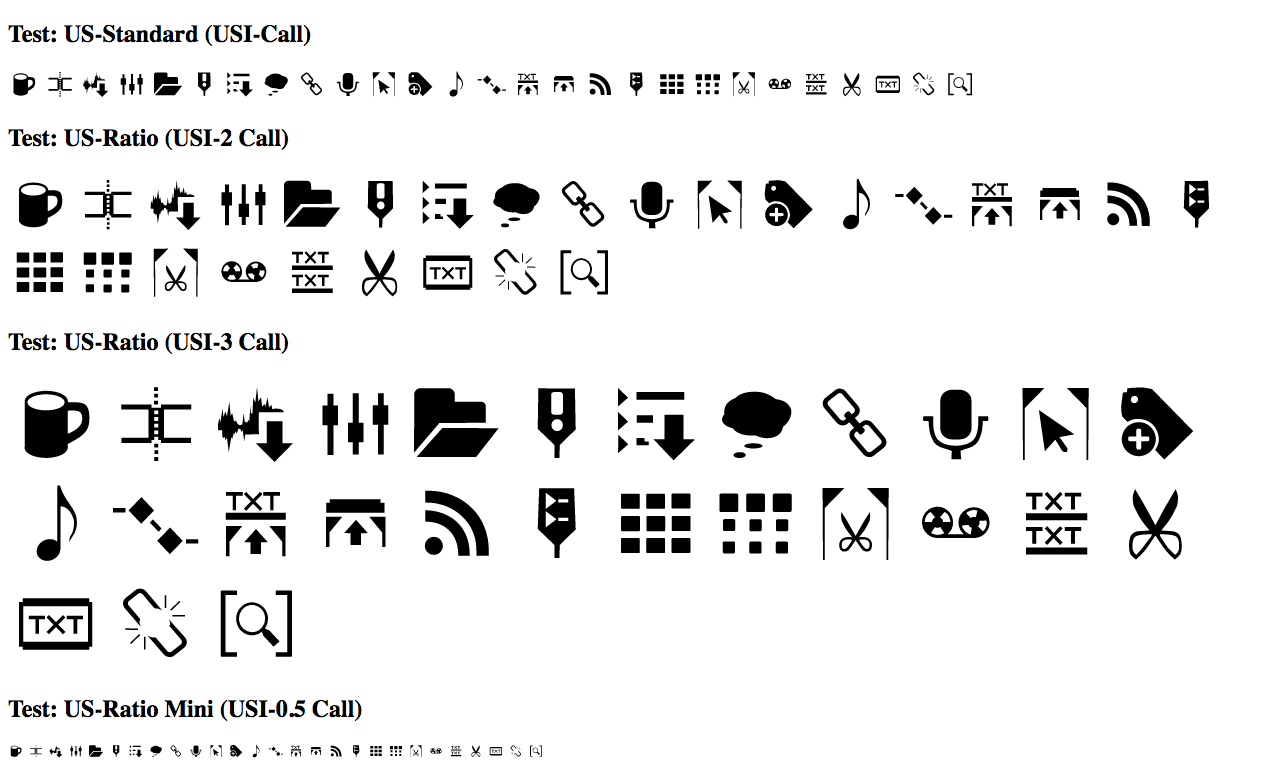 Test: US-Standard (USI-Call)
TXT TXT TXT TXT
Test: US-Ratio (USI-2 Call)
TXT
TXT TXT
TXT
Test: US-Ratio (USI-3 Call)
TXT TXT
TXT
TXT
Test: US-Ratio Mini (USI-0.5 Call)